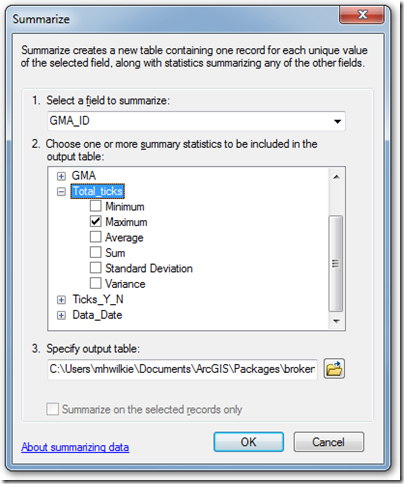 Summarize
Summarize creates a new table containing one record for each unique value
of the selected field, along with statistics summarizing any of the other fields.
1. Select a field to summarize:
GMA_ID
2. Choose one or more summary statistics to be included in the
output table:
GMA
Total_ticks
Minimum
Maximum
Average
Sum
Standard Deviation
Variance
Ticks_Y_N
Data_Date
3. Specify output table:
C:\Users\mhwilkie\Documents\ArcGIS\Packages\broken
Summarize on the selected records only
About summarizing data
OK
Cancel